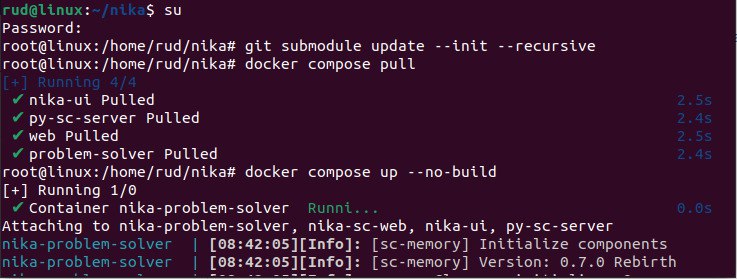 rud@linux:~/nika$ su
Password:
root@linux:/home/rud/nika# git submodule update --init --recursive
root@linux:/home/rud/nika# docker compose pull
[+] Running 4/4
✔ nika-ui Pulled 2.5s
✔ py-sc-server Pulled 2.4s
✔ web Pulled 2.5s
✔ problem-solver Pulled 2.4s
root@linux:/home/rud/nika# docker compose up --no-build
[+] Running 1/0
✔ Container nika-problem-solver Runni... 0.0s
Attaching to nika-problem-solver, nika-sc-web, nika-ui, py-sc-server
nika-problem-solver | [08:42:05][Info]: [sc-memory] Initialize components
nika-problem-solver | [08:42:05][Info]: [sc-memory] Version: 0.7.0 Rebirth